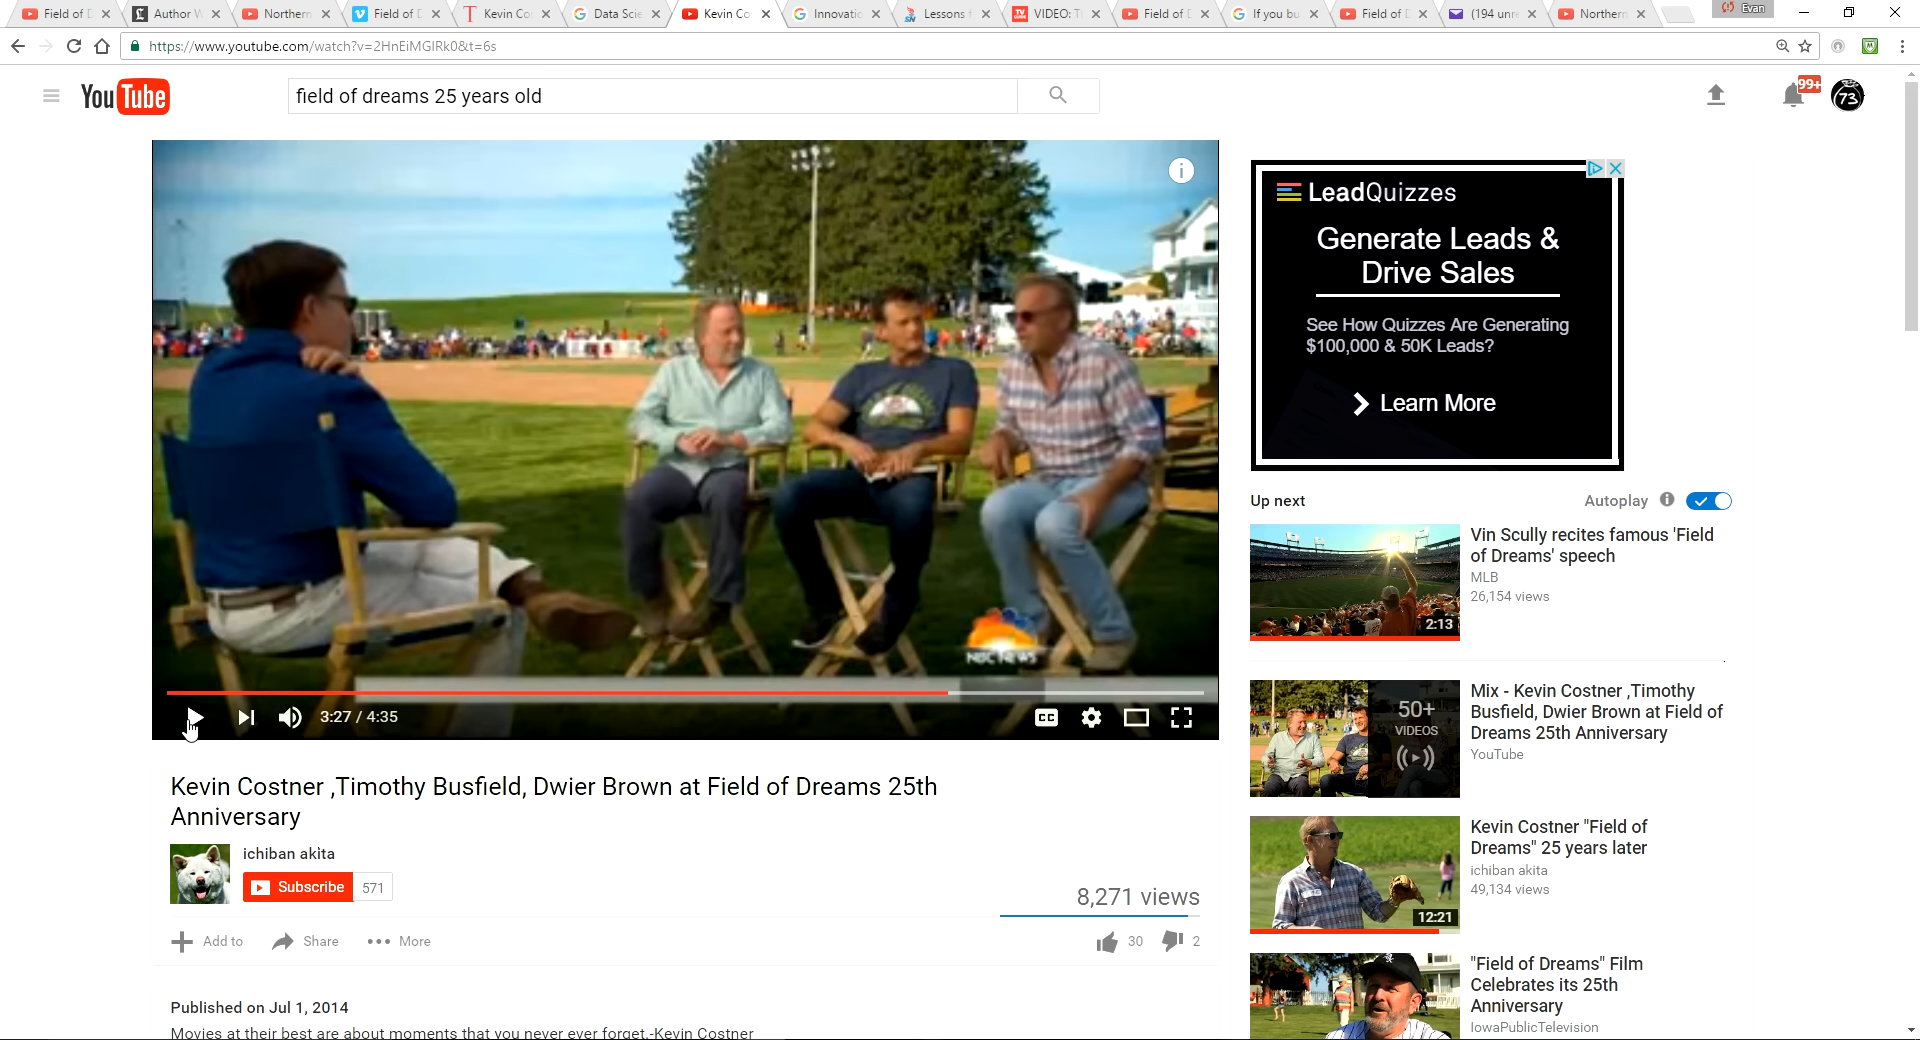 Field of D
Author W
Northern
Field of D
Kevin Co
Data Scie
Kevin Co
Innovatio
Lessons f
VIDEO: T
Field of D
If you bu
Field of D
(194 unre
Northern
Evan
https://www.youtube.com/watch?v=2HnEiMGIRk0&t=6s
YouTube
field of dreams 25 years old
99+
73
i
LeadQuizzes
Generate Leads &
Drive Sales
See How Quizzes Are Generating
$100,000 & 50K Leads?
Learn More
NBC NEWS
3:27 / 4:35
CC
Up next
Autoplay
Vin Scully recites famous 'Field
of Dreams' speech
MLB
26,154 views
2:13
50+
VIDEOS
Mix - Kevin Costner ,Timothy
Busfield, Dwier Brown at Field of
Dreams 25th Anniversary
YouTube
Kevin Costner "Field of
Dreams" 25 years later
ichiban akita
49,134 views
12:21
"Field of Dreams" Film
Celebrates its 25th
Anniversary
IowaPublicTelevision
Kevin Costner ,Timothy Busfield, Dwier Brown at Field of Dreams 25th
Anniversary
ichiban akita
Subscribe 571
8,271 views
Add to Share More
30 2
Published on Jul 1, 2014
Movies at their best are about moments that you never ever forget.-Kevin Costner